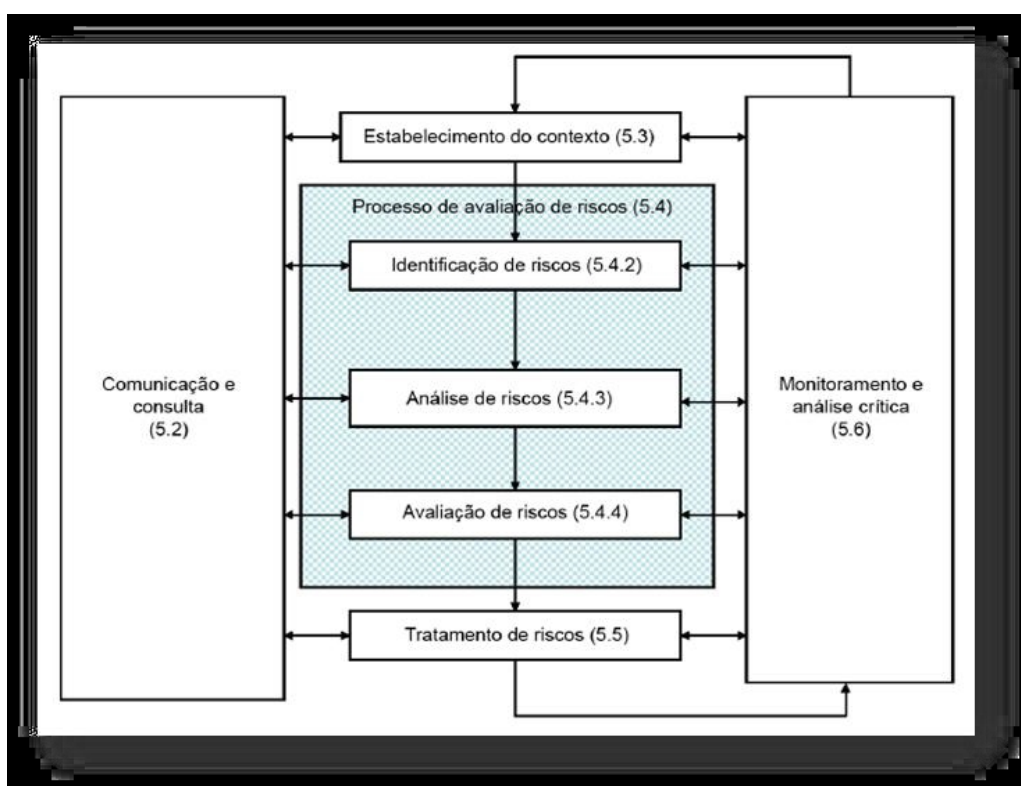 Estabelecimento do contexto (5.3)
Processo de avaliação de riscos (5.4)
Identificação de riscos (5.4.2)
Comunicação e
consulta
(5.2)
Análise de riscos (5.4.3)
Monitoramento e
análise crítica
(5.6)
Avaliação de riscos (5.4.4)
Tratamento de riscos (5.5)